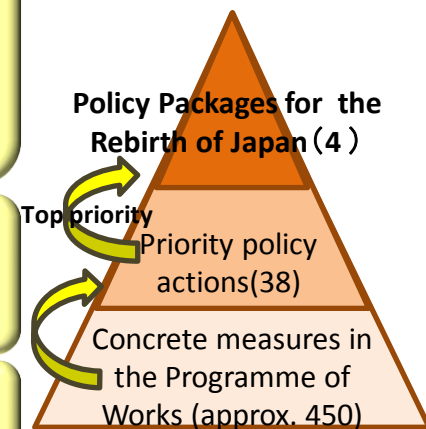 Policy Packages for the
Rebirth of Japan（4）
Top priority
Priority policy
actions(38)
Concrete measures in
the Programme of
Works (approx. 450)